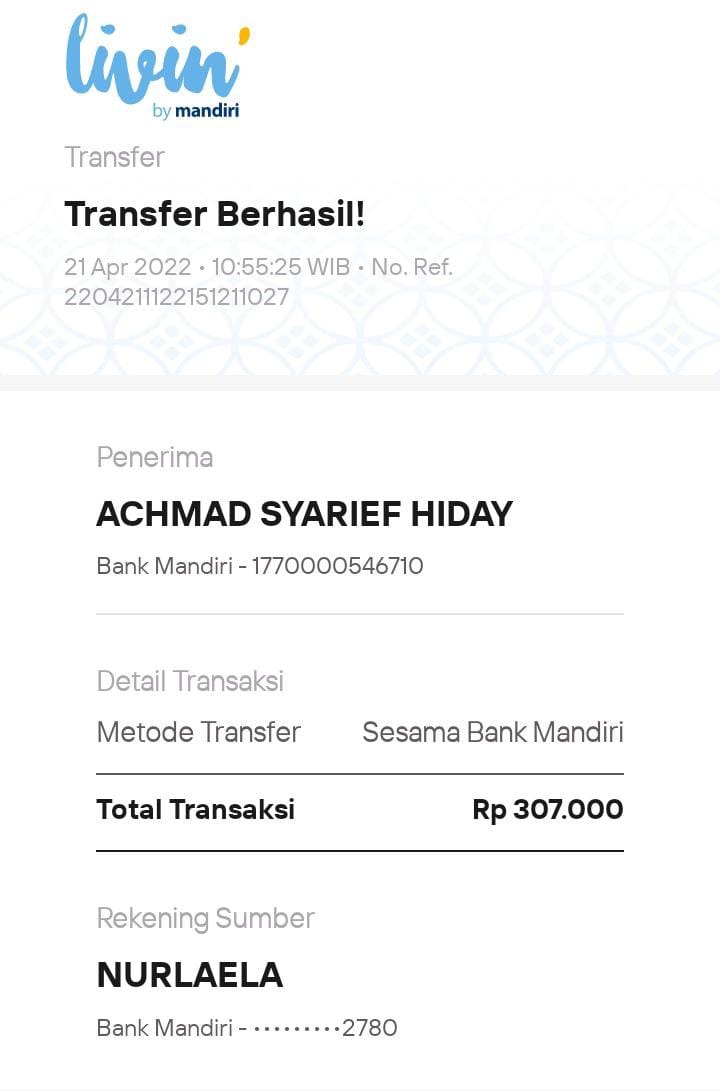 livin'
by mandiri
Transfer
Transfer Berhasil!
21 Apr 2022 • 10:55:25 WIB • No. Ref.
2204211122151211027
Penerima
ACHMAD SYARIEF HIDAY
Bank Mandiri - 1770000546710
Detail Transaksi
Metode Transfer Sesama Bank Mandiri
Total Transaksi Rp 307.000
Rekening Sumber
NURLAELA
Bank Mandiri - •••••••••2780